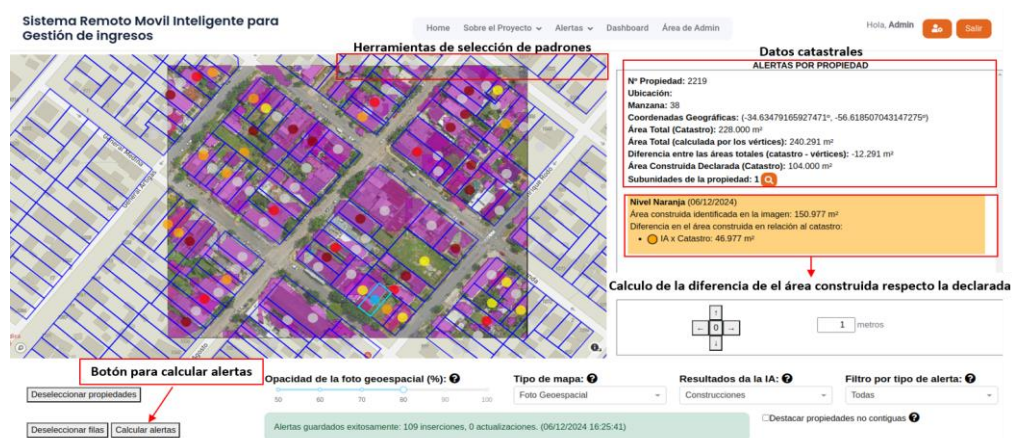 Sistema Remoto Movil Inteligente para
Gestión de ingresos
Home Sobre el Proyecto Alertas Dashboard Área de Admin
Hola, Admin
Salir
Herramientas de selección de padrones
Datos catastrales
ALERTAS POR PROPIEDAD
Nº Propiedad: 2219
Ubicación:
Manzana: 38
Coordenadas Geográficas: (-34.63479165927471º, -56.618507043147275º)
Área Total (Catastro): 228.000 m²
Área Total (calculada por los vértices): 240.291 m²
Diferencia entre las áreas totales (catastro - vértices): -12.291 m²
Área Construida Declarada (Catastro): 104.000 m²
Subunidades de la propiedad: 1
Nivel Naranja (06/12/2024)
Área construida identificada en la imagen: 150.977 m²
Diferencia en el área construida en relación al catastro:
IA x Catastro: 46.977 m²
Calculo de la diferencia de el área construida respecto la declarada
↑
← 0 →
↓
1 metros
General Medina
General Artigas
Botón para calcular alertas
Deseleccionar propiedades
Deseleccionar filas Calcular alertas
Opacidad de la foto geoespacial (%):
50 60 70 80 90 100
Tipo de mapa:
Foto Geoespacial
Resultados da la IA:
Construcciones
Filtro por tipo de alerta:
Todas
Alertas guardados exitosamente: 109 inserciones, 0 actualizaciones. (06/12/2024 16:25:41)
Destacar propiedades no contiguas